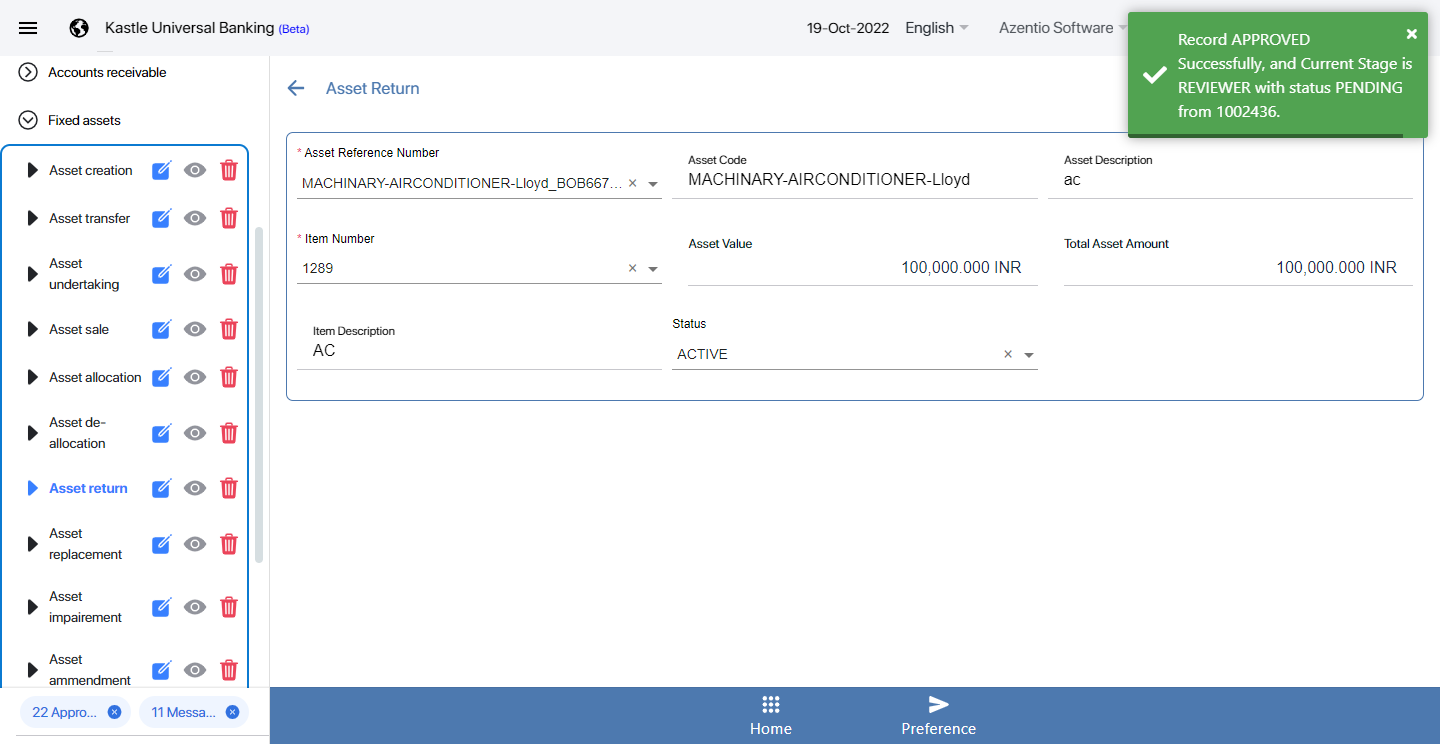 Kastle Universal Banking (Beta)
19-Oct-2022
English
Azentio Software
Record APPROVED
Successfully, and Current Stage is
REVIEWER with status PENDING
from 1002436.
Accounts receivable
Fixed assets
Asset creation
Asset transfer
Asset
undertaking
Asset sale
Asset allocation
Asset de-
allocation
Asset return
Asset
replacement
Asset
impairement
Asset
ammendment
22 Appro...
11 Messa...
Asset Return
* Asset Reference Number
MACHINARY-AIRCONDITIONER-Lloyd_BOB667...
Asset Code
MACHINARY-AIRCONDITIONER-Lloyd
Asset Description
ac
* Item Number
1289
Asset Value
100,000.000 INR
Total Asset Amount
100,000.000 INR
Item Description
AC
Status
ACTIVE
Home
Preference